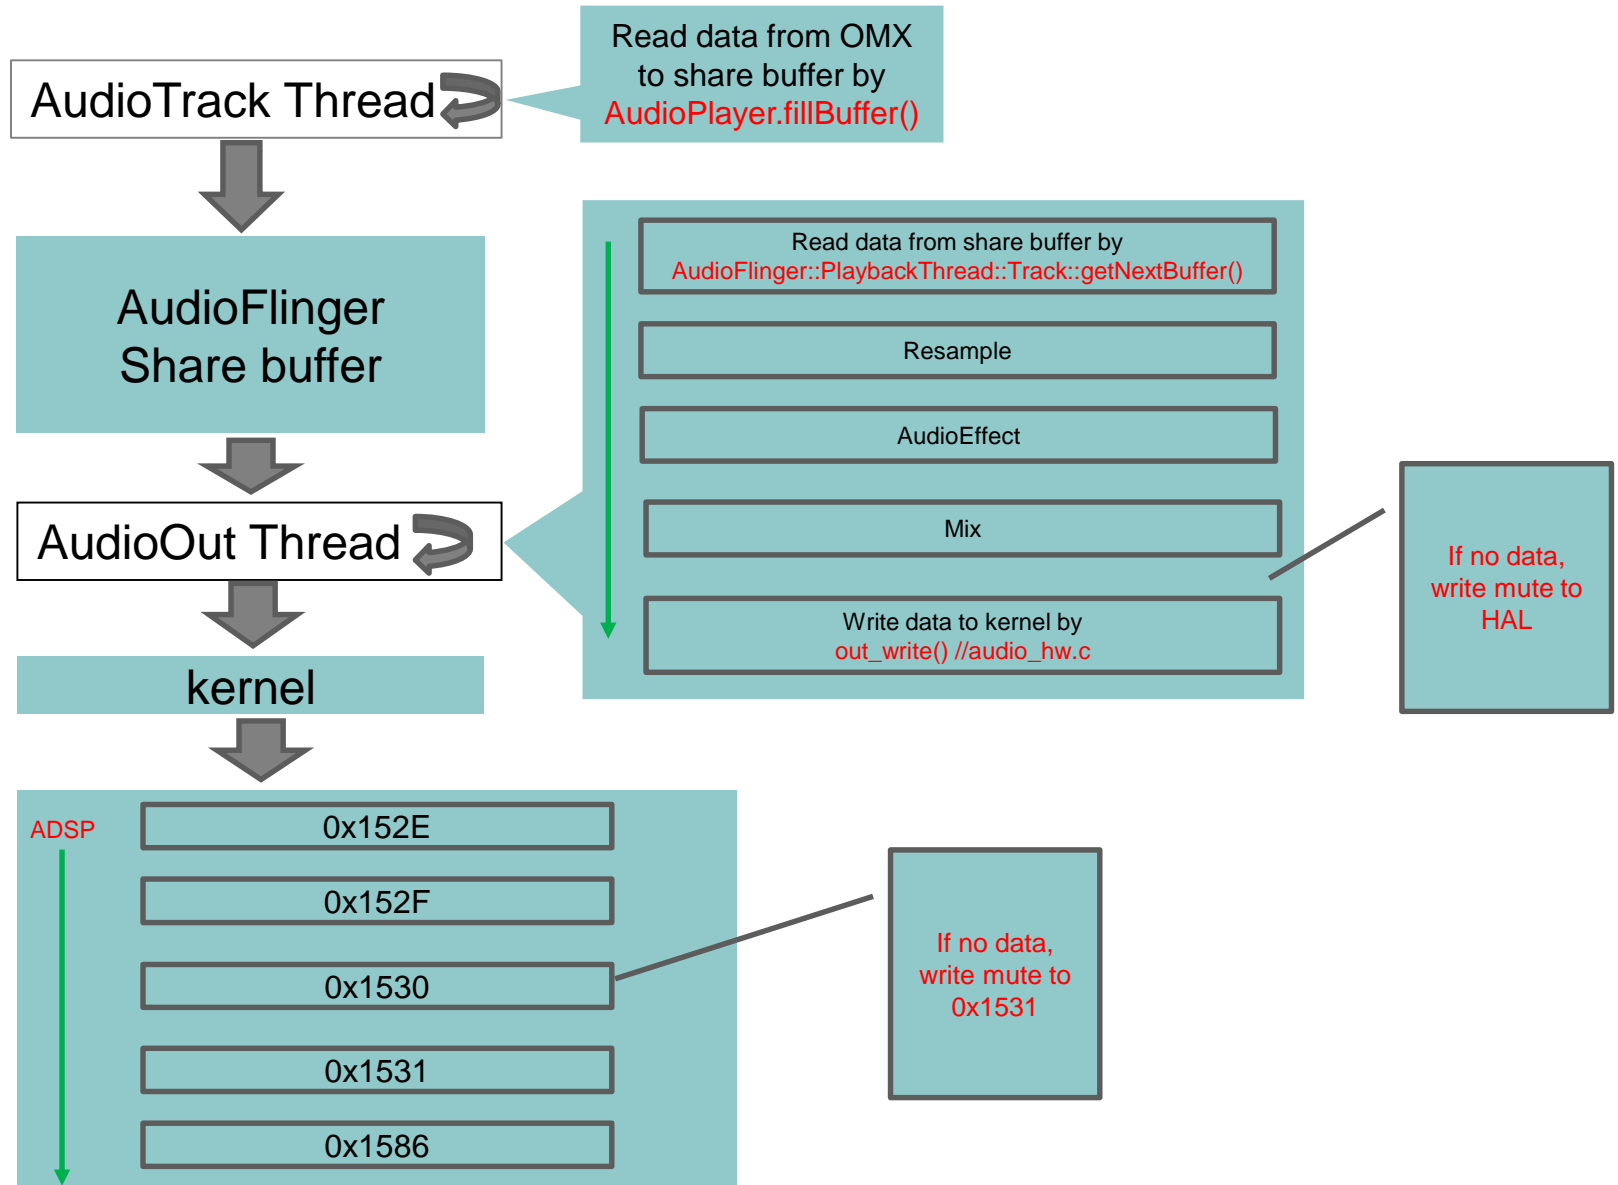 Read data from OMX
to share buffer by
AudioPlayer.fillBuffer()
AudioTrack Thread
AudioFlinger
Share buffer
Read data from share buffer by
AudioFlinger::PlaybackThread::Track::getNextBuffer()
Resample
AudioEffect
Mix
Write data to kernel by
out_write() //audio_hw.c
If no data,
write mute to
HAL
AudioOut Thread
kernel
ADSP
0x152E
0x152F
0x1530
0x1531
0x1586
If no data,
write mute to
0x1531